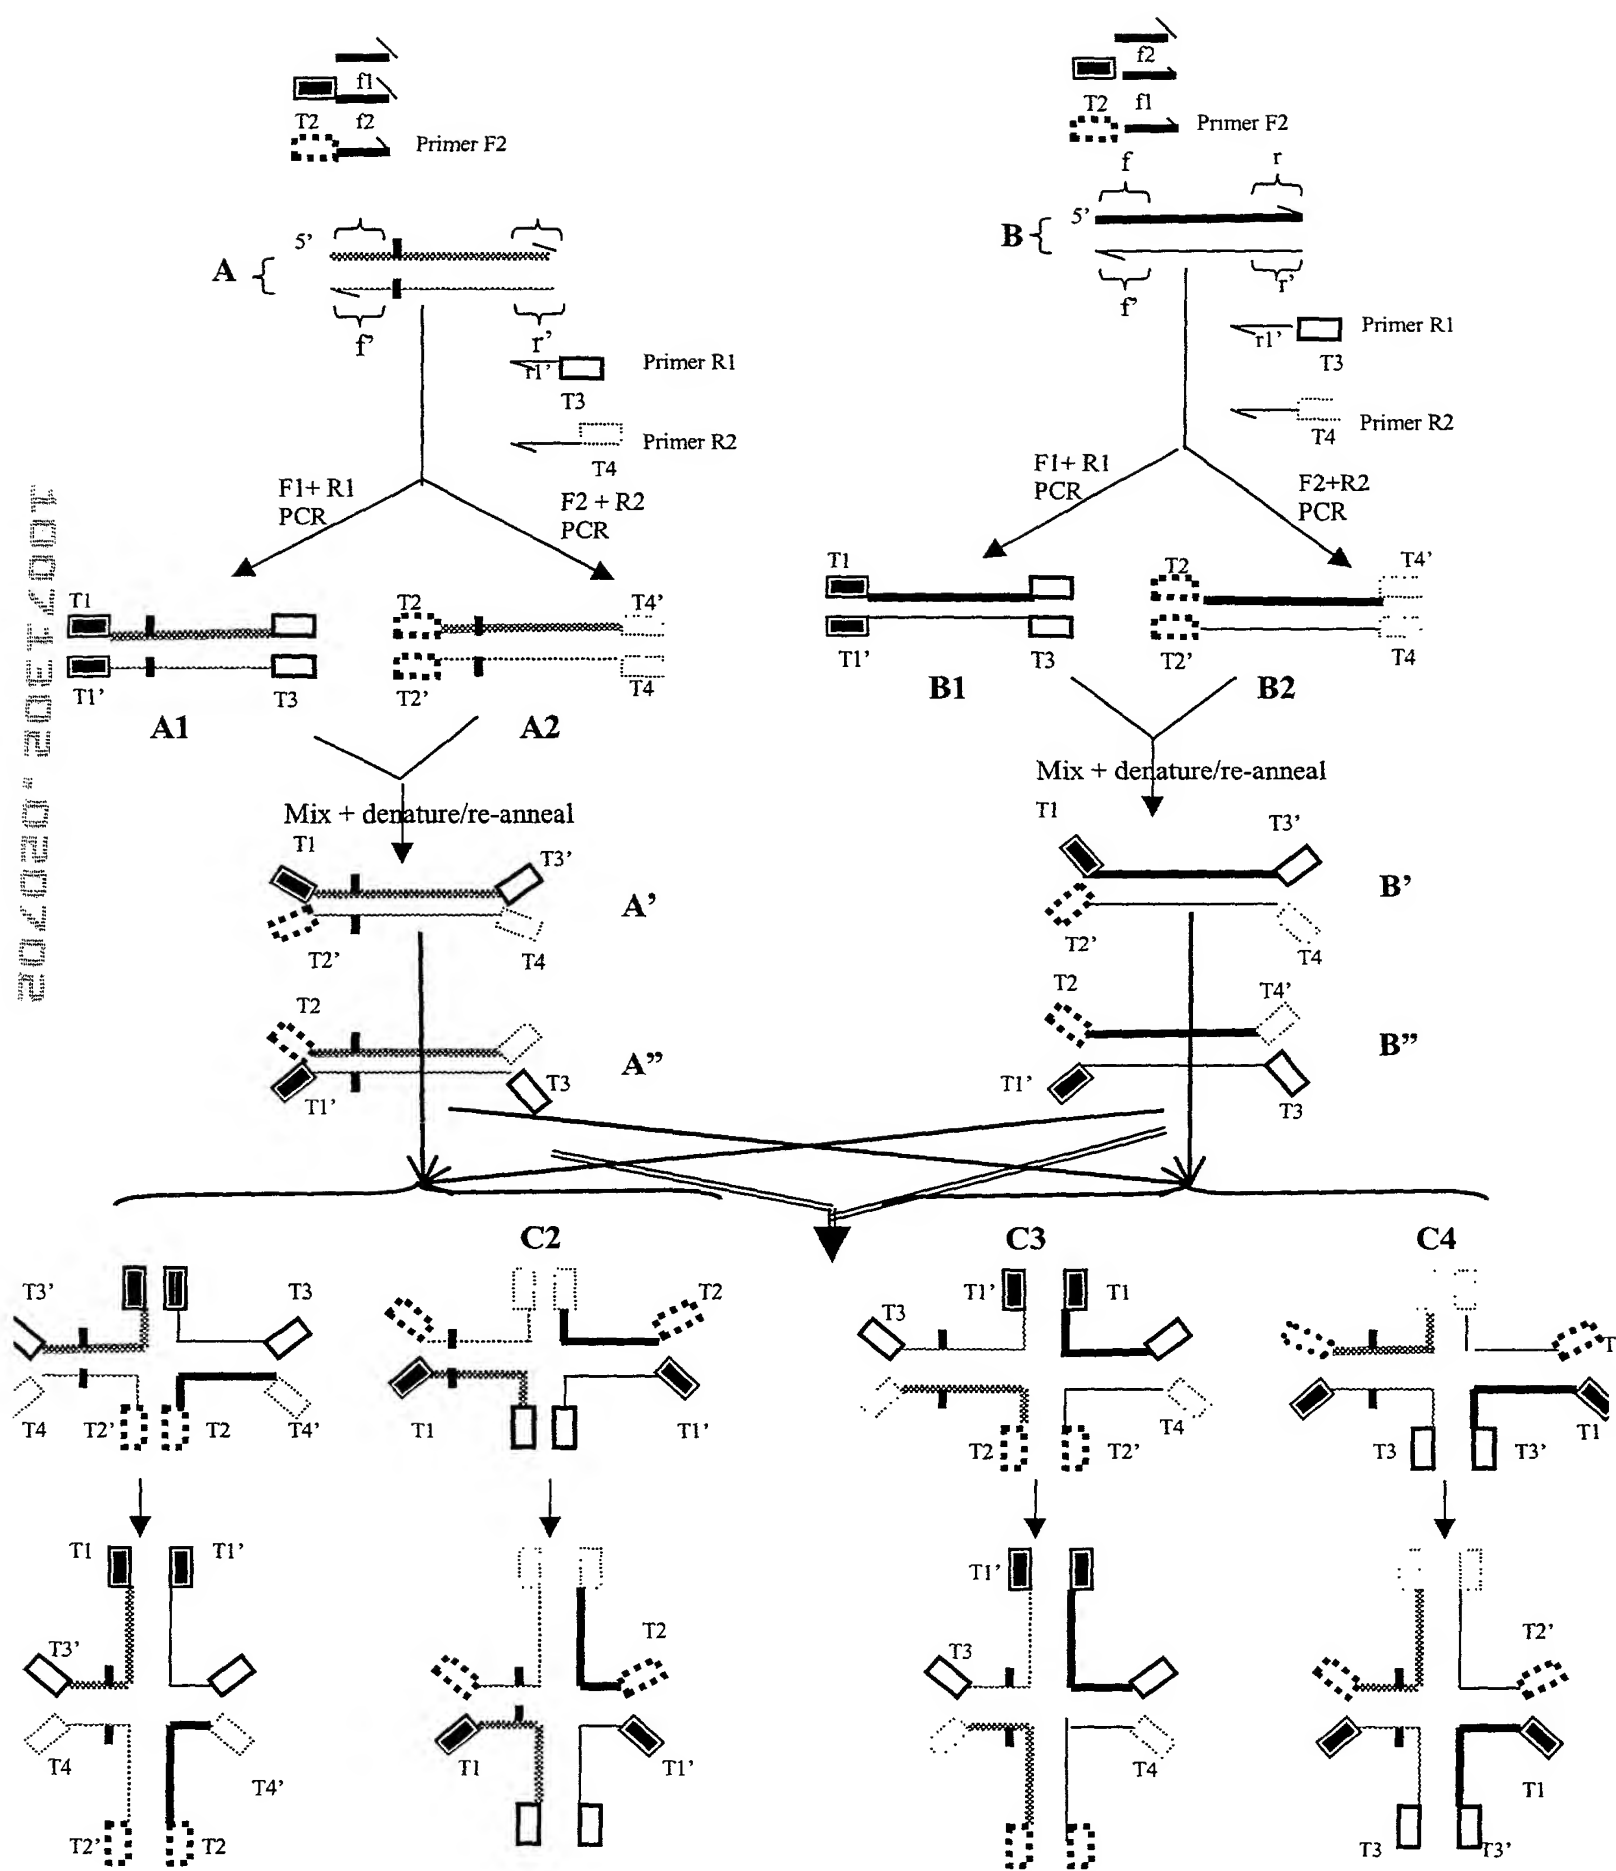 f1
T2 f2
Primer F2
f2
T2 f1
Primer F2
f r
5’
B
f’ r’
5’
A
f’ r’
r1’
Primer R1
T3
Primer R2
T4
r1’
Primer R1
T3
T4
Primer R2
F1+ R1
PCR
F2 + R2
PCR
F1+ R1
PCR
F2+R2
PCR
T1
T2 T4’
T1’ T3
T2’ T4
A1 A2
T1
T2 T4’
T1’ T3
T2’ T4
B1 B2
Mix + denature/re-anneal
T1 T3’
A’
T2’ T4
T2
A”
T1’ T3
Mix + denature/re-anneal
T1 T3’
B’
T2’ T4
T2 T4’
B”
T1’ T3
10071302.020702
C2 C3 C4
T3’ T3
T4 T2’ T2 T4’
T2
T1 T1’
T3 T1’ T1
T2 T2’ T4
T
T3 T3’ T1
T1 T1’
T3’
T4 T4’
T2’ T2
T2
T1 T1’
T1’
T3
T4
T2’
T1
T3 T3’